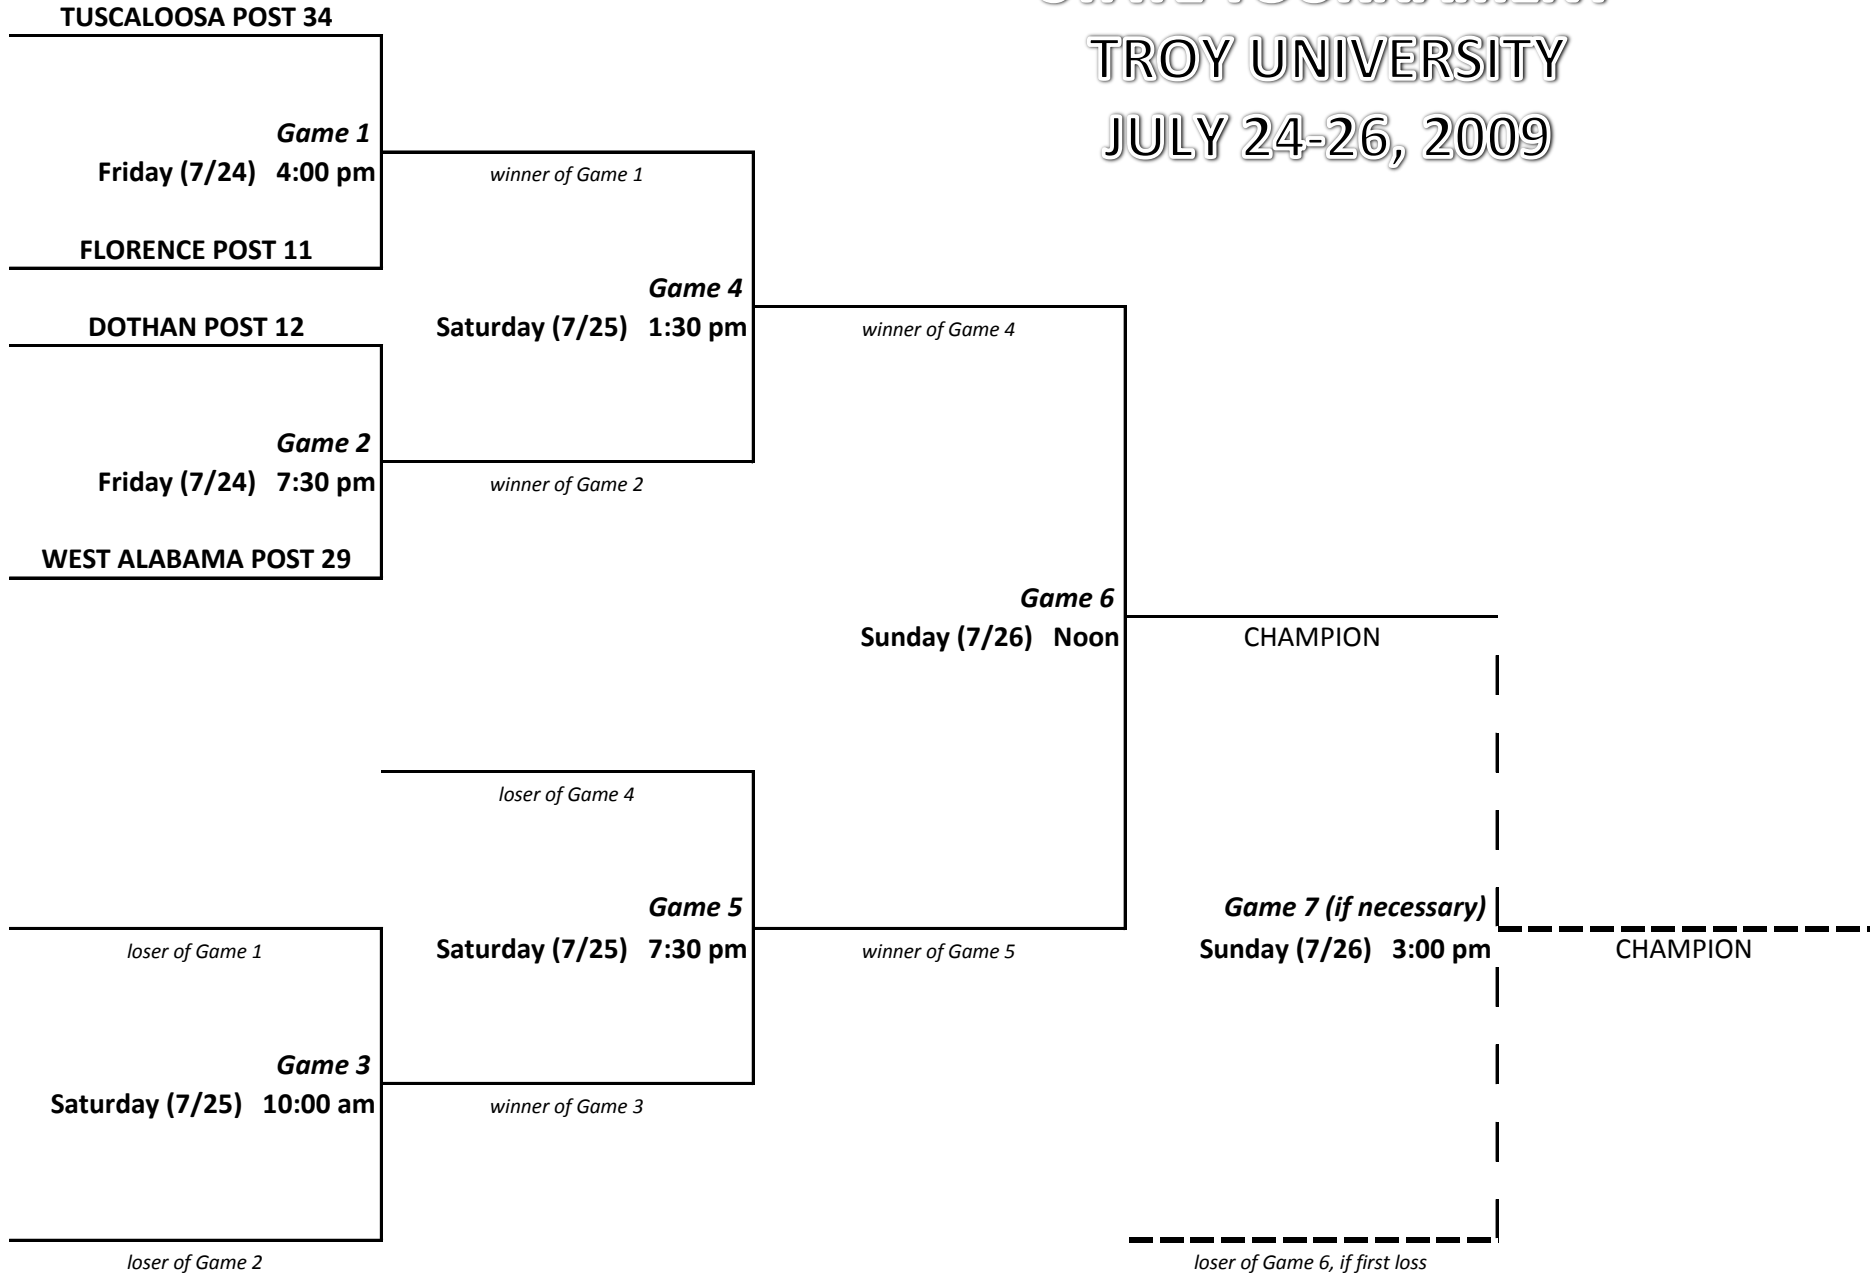 TUSCALOOSA POST 34
STATE TOURNAMENT
TROY UNIVERSITY
JULY 24-26, 2009
Game 1
Friday (7/24) 4:00 pm
winner of Game 1
FLORENCE POST 11
Game 4
DOTHAN POST 12
Saturday (7/25) 1:30 pm
winner of Game 4
Game 2
Friday (7/24) 7:30 pm
winner of Game 2
WEST ALABAMA POST 29
Game 6
Sunday (7/26) Noon
CHAMPION
loser of Game 4
Game 5
Game 7 (if necessary)
loser of Game 1
Saturday (7/25) 7:30 pm
winner of Game 5
Sunday (7/26) 3:00 pm
CHAMPION
Game 3
Saturday (7/25) 10:00 am
winner of Game 3
loser of Game 2
loser of Game 6, if first loss